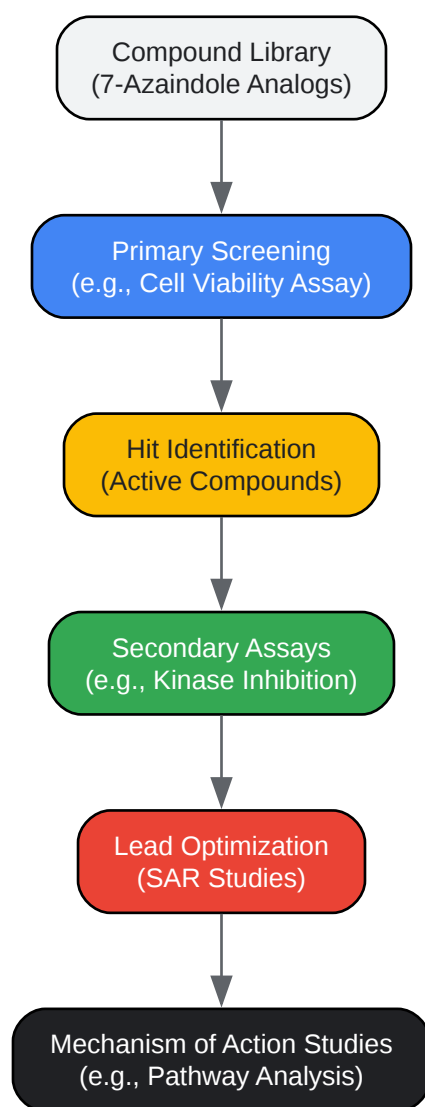 Compound Library
(7-Azaindole Analogs)
Primary Screening
(e.g., Cell Viability Assay)
Hit Identification
(Active Compounds)
Secondary Assays
(e.g., Kinase Inhibition)
Lead Optimization
(SAR Studies)
Mechanism of Action Studies
(e.g., Pathway Analysis)